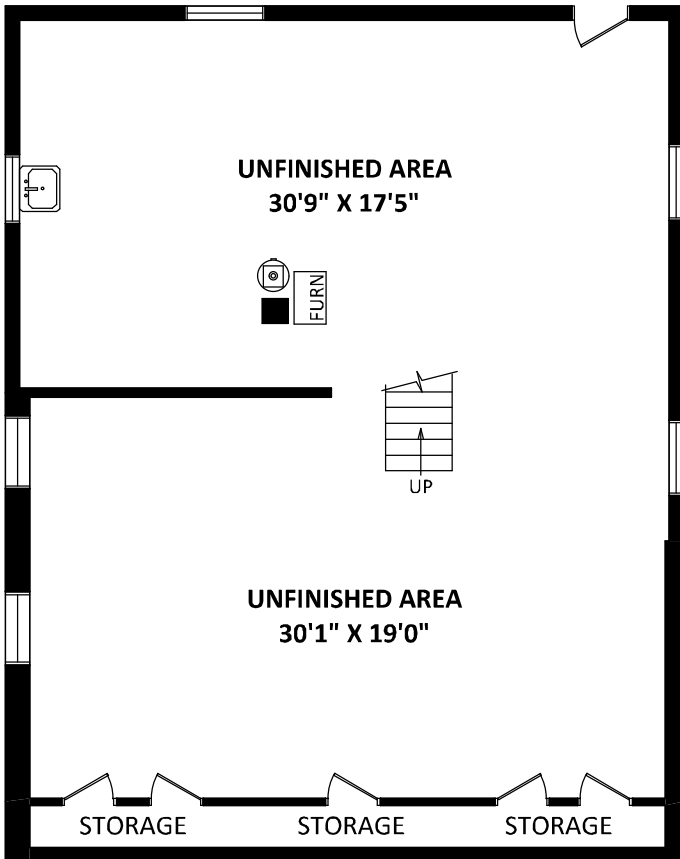 UNFINISHED AREA
30'9" X 17'5"
FURN
UP
UNFINISHED AREA
30'1" X 19'0"
STORAGE STORAGE STORAGE